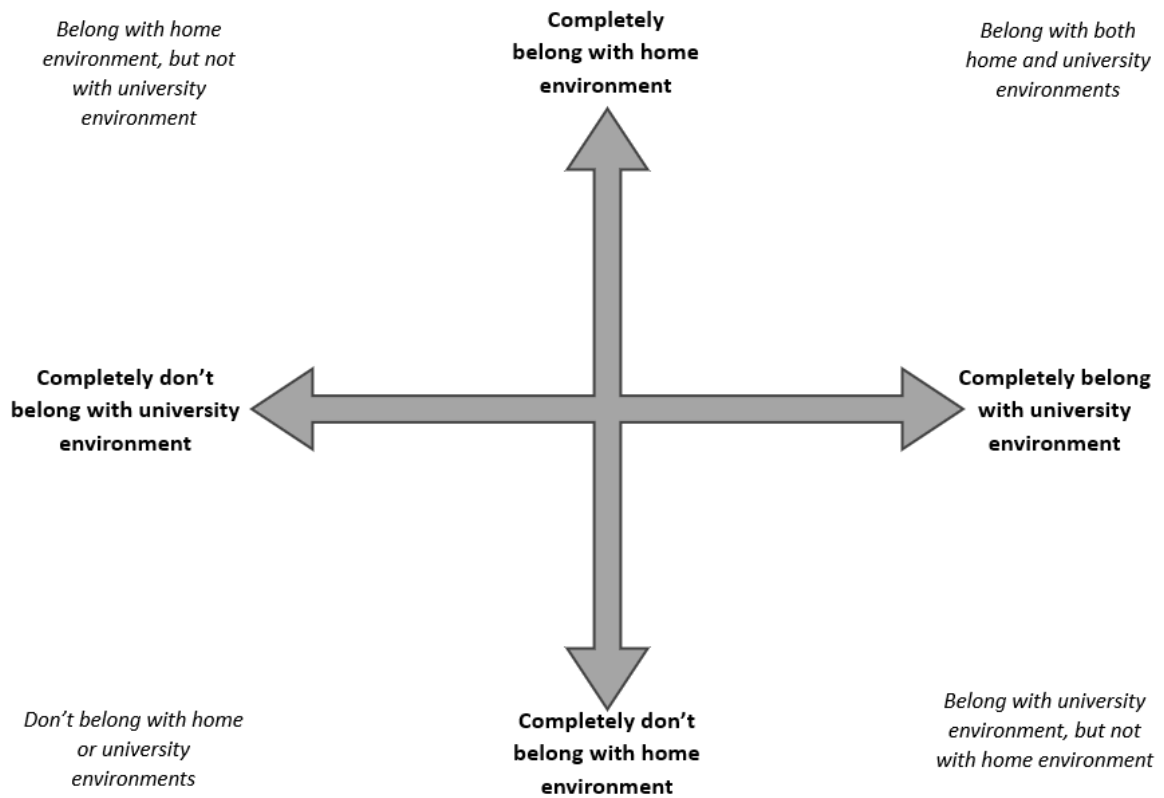 Belong with home
environment, but not
with university
environment
Completely
belong with home
environment
Belong with both
home and university
environments
Completely don’t
belong with university
environment
Completely belong
with university
environment
Don’t belong with home
or university
environments
Completely don’t
belong with home
environment
Belong with university
environment, but not
with home environment